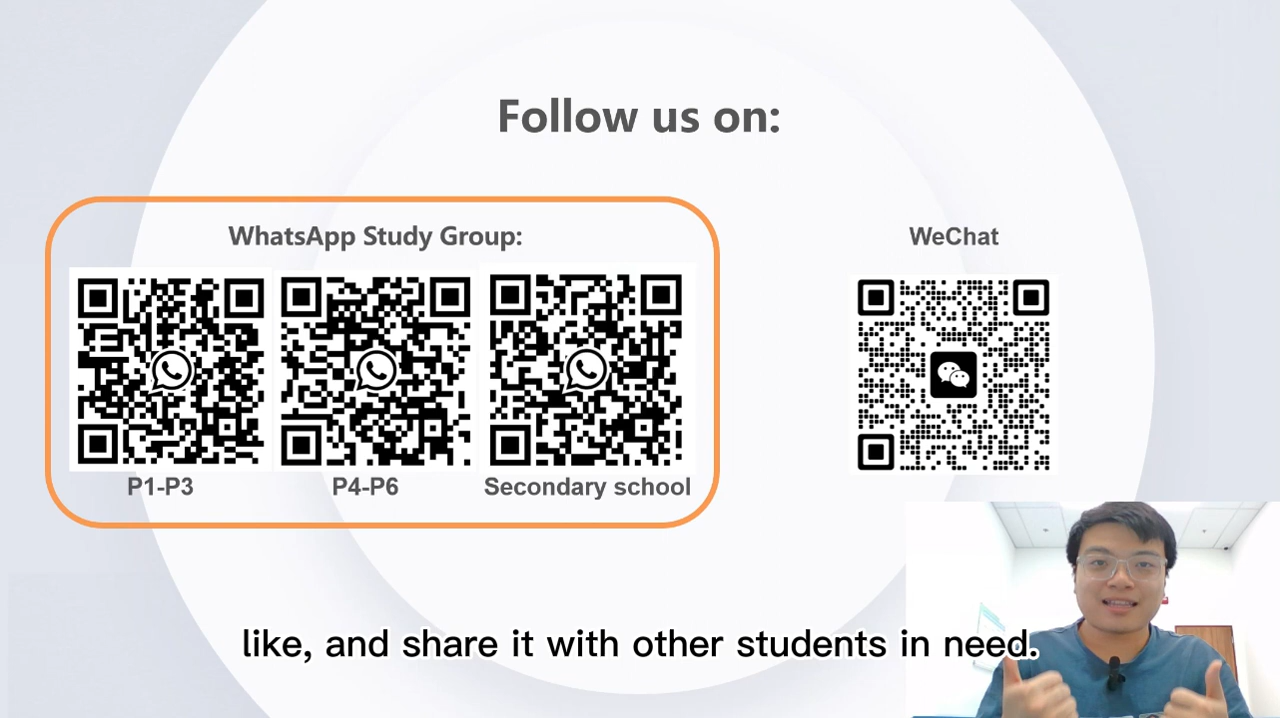 Follow us on:
WhatsApp Study Group:
WeChat
P1-P3
P4-P6
Secondary school
like, and share it with other students in need.